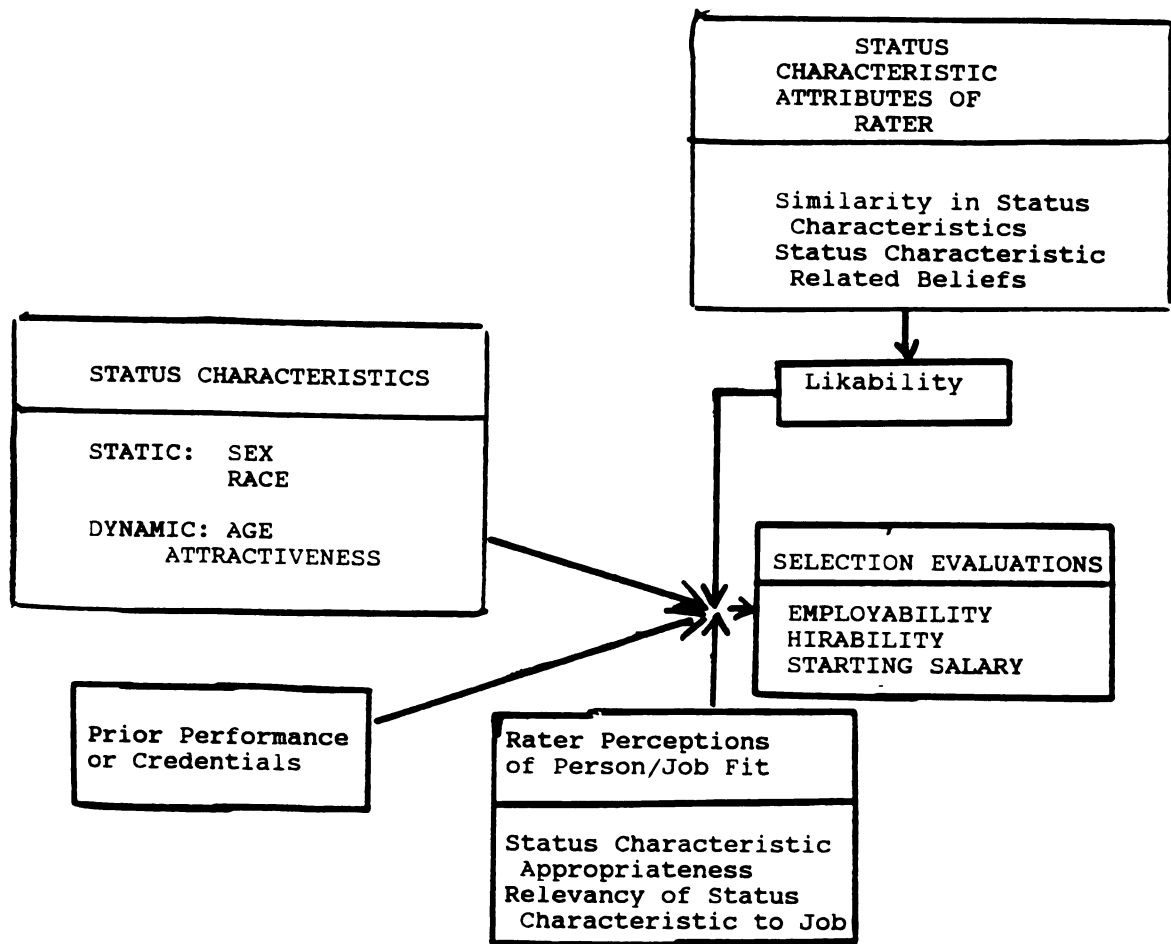 STATUS
CHARACTERISTIC
ATTRIBUTES OF
RATER
Similarity in Status
Characteristics
Status Characteristic
Related Beliefs
Likability
STATUS CHARACTERISTICS
STATIC: SEX
RACE
DYNAMIC: AGE
ATTRACTIVENESS
SELECTION EVALUATIONS
EMPLOYABILITY
HIRABILITY
STARTING SALARY
Prior Performance
or Credentials
Rater Perceptions
of Person/Job Fit
Status Characteristic
Appropriateness
Relevancy of Status
Characteristic to Job